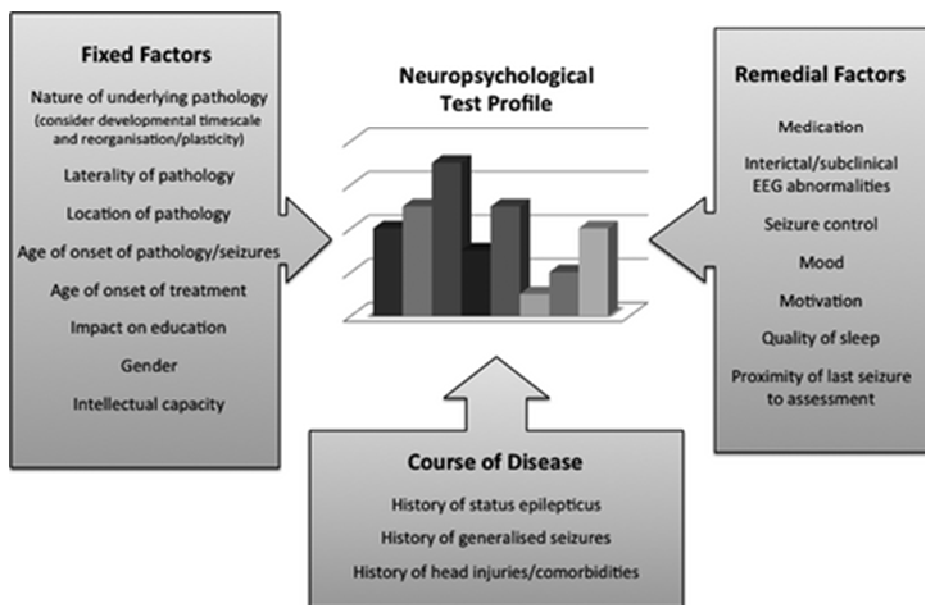 Fixed Factors
Nature of underlying pathology
(consider developmental timescale
and reorganisation/plasticity)
Laterality of pathology
Location of pathology
Age of onset of pathology/seizures
Age of onset of treatment
Impact on education
Gender
Intellectual capacity
Neuropsychological
Test Profile
Remedial Factors
Medication
Interictal/subclinical
EEG abnormalities
Seizure control
Mood
Motivation
Quality of sleep
Proximity of last seizure
to assessment
Course of Disease
History of status epilepticus
History of generalised seizures
History of head injuries/comorbidities